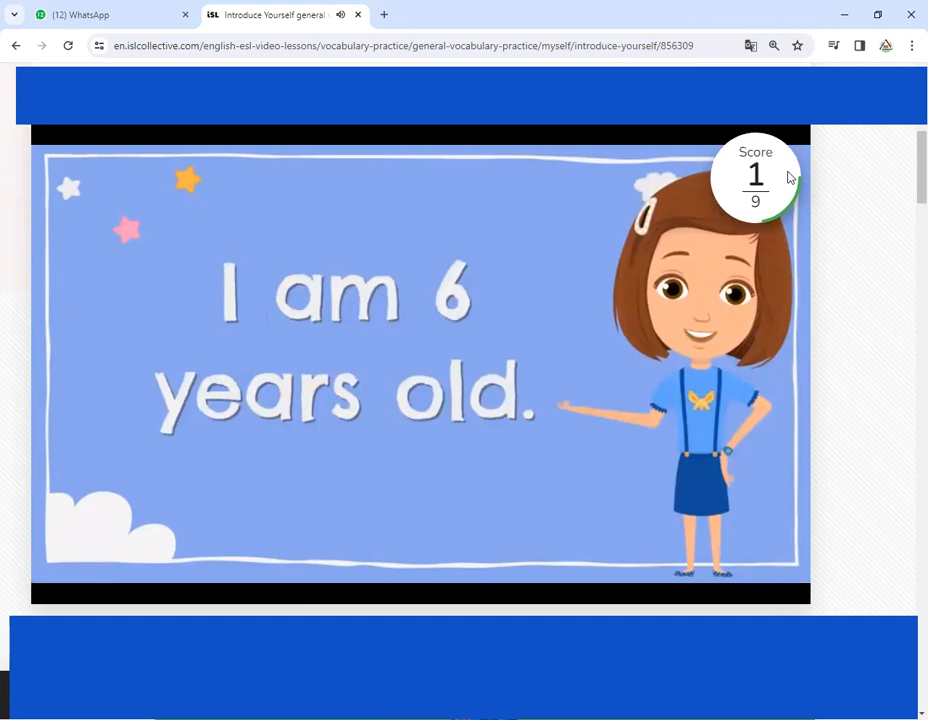 (12) WhatsApp
iSL Introduce Yourself general
en.islcollective.com/english-esl-video-lessons/vocabulary-practice/general-vocabulary-practice/myself/introduce-yourself/856309
Score
1
9
I am 6
years old.